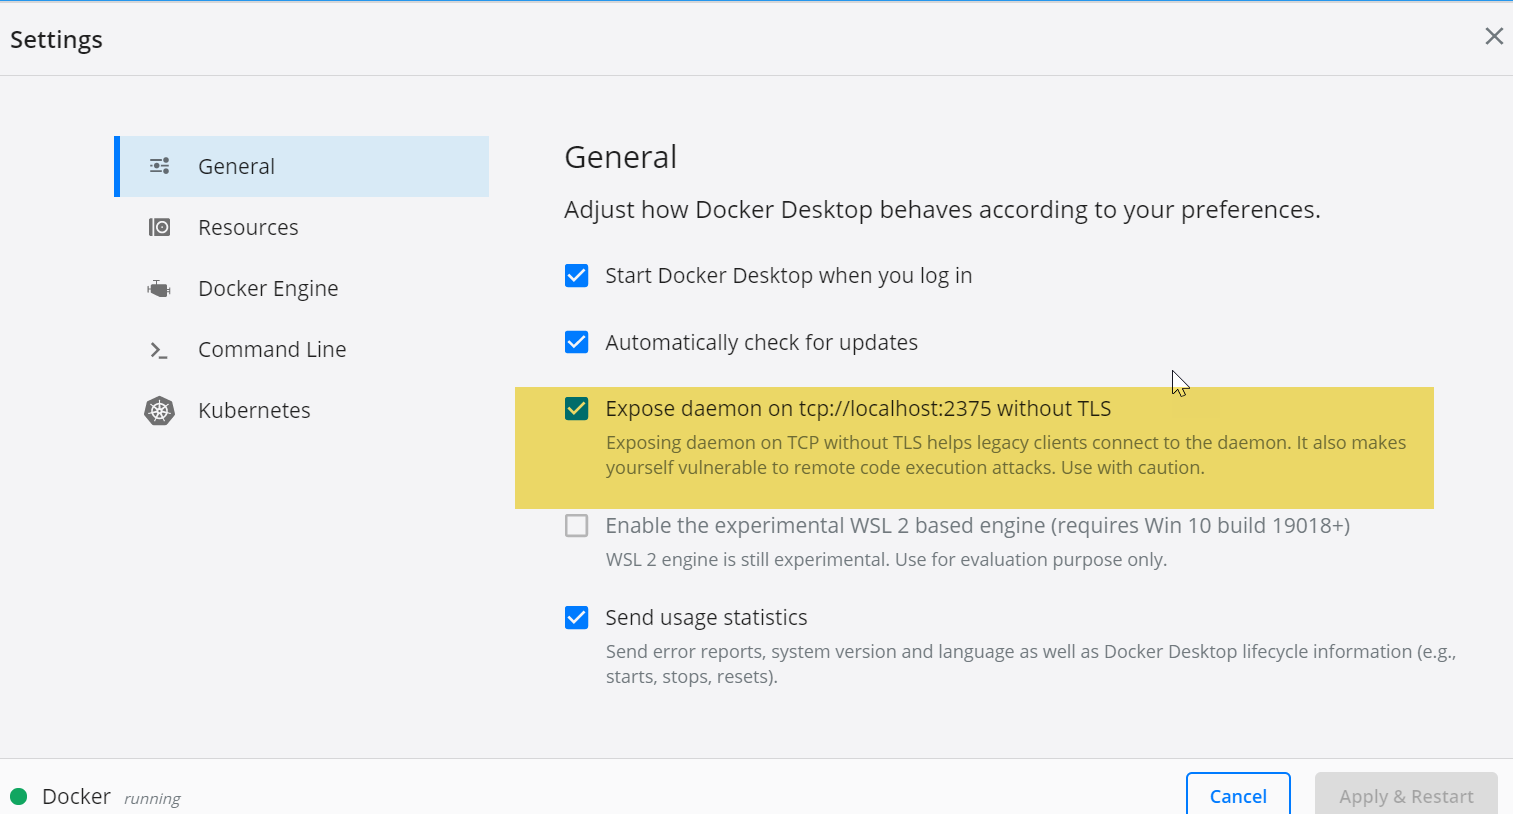 Settings
General
Resources
Docker Engine
Command Line
Kubernetes
General
Adjust how Docker Desktop behaves according to your preferences.
Start Docker Desktop when you log in
Automatically check for updates
Expose daemon on tcp://localhost:2375 without TLS
Exposing daemon on TCP without TLS helps legacy clients connect to the daemon. It also makes
yourself vulnerable to remote code execution attacks. Use with caution.
Enable the experimental WSL 2 based engine (requires Win 10 build 19018+)
WSL 2 engine is still experimental. Use for evaluation purpose only.
Send usage statistics
Send error reports, system version and language as well as Docker Desktop lifecycle information (e.g.,
starts, stops, resets).
Docker running
Cancel
Apply & Restart